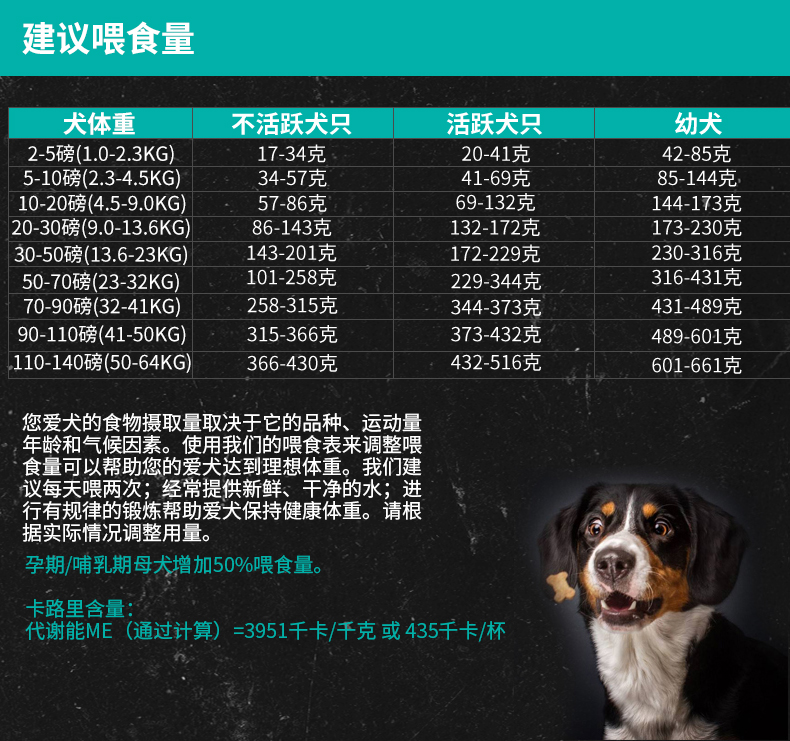 建议喂食量
犬体重 不活跃犬只 活跃犬只 幼犬
2-5磅(1.0-2.3KG) 17-34克 20-41克 42-85克
5-10磅(2.3-4.5KG) 34-57克 41-69克 85-144克
10-20磅(4.5-9.0KG) 57-86克 69-132克 144-173克
20-30磅(9.0-13.6KG) 86-143克 132-172克 173-230克
30-50磅(13.6-23KG) 143-201克 172-229克 230-316克
50-70磅(23-32KG) 101-258克 229-344克 316-431克
70-90磅(32-41KG) 258-315克 344-373克 431-489克
90-110磅(41-50KG) 315-366克 373-432克 489-601克
110-140磅(50-64KG) 366-430克 432-516克 601-661克
您爱犬的食物摄取量取决于它的品种、运动量
年龄和气候因素。使用我们的喂食表来调整喂
食量可以帮助您的爱犬达到理想体重。我们建
议每天喂两次；经常提供新鲜、干净的水；进
行有规律的锻炼帮助爱犬保持健康体重。请根
据实际情况调整用量。
孕期/哺乳期母犬增加50%喂食量。
卡路里含量：
代谢能ME（通过计算）=3951千卡/千克 或 435千卡/杯